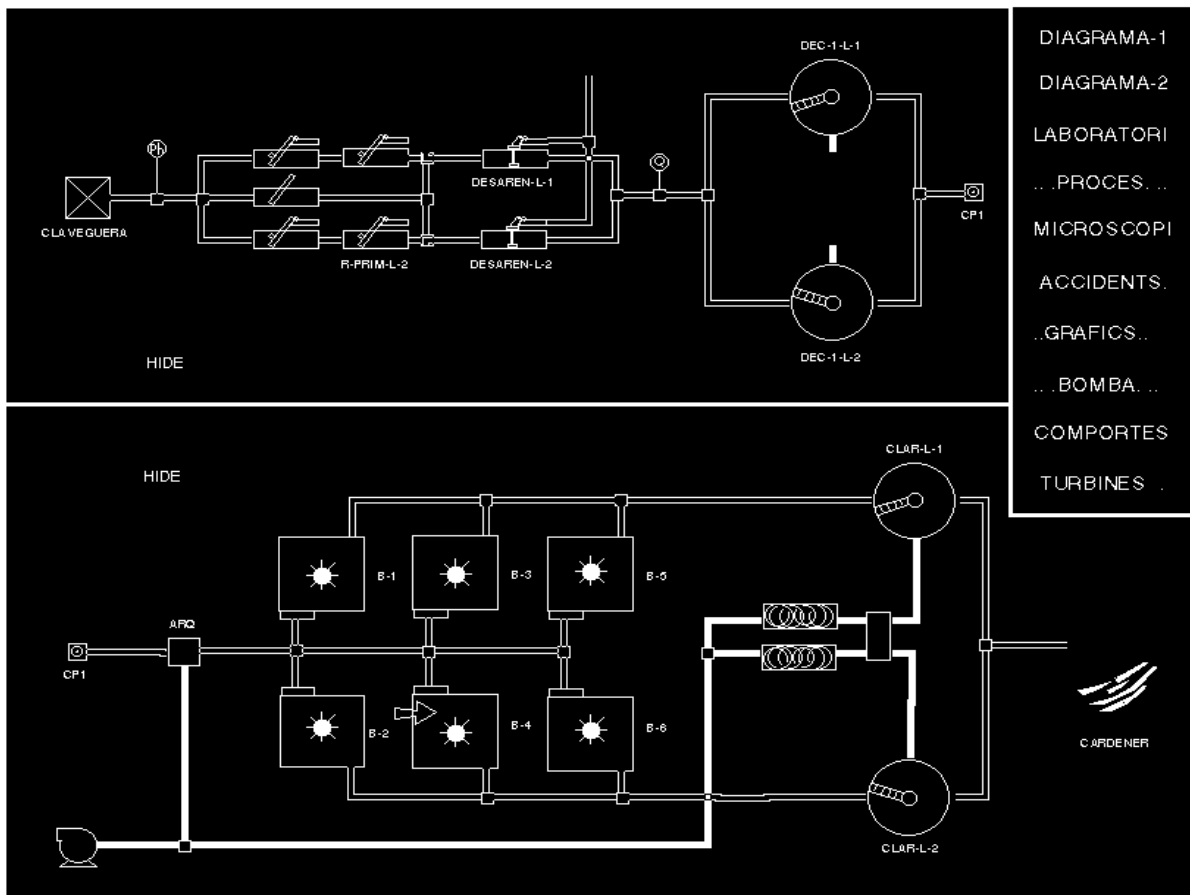 DEC-1-L-1
Ph
DESAREN-L-1
Q
CLAVEGUERA
CP1
R-PRIM-L-2
DESAREN-L-2
HIDE
DEC-1-L-2
DIAGRAMA-1
DIAGRAMA-2
LABORATORI
... .PROCES. ...
MICROSCOPI
ACCIDENTS.
..GRAFICS..
... .BOMBA. ...
COMPORTES
TURBINES .
HIDE
CLAR-L-1
B-1
B-3
B-5
ARQ
CP1
B-2
B-4
B-6
CARDENER
CLAR-L-2